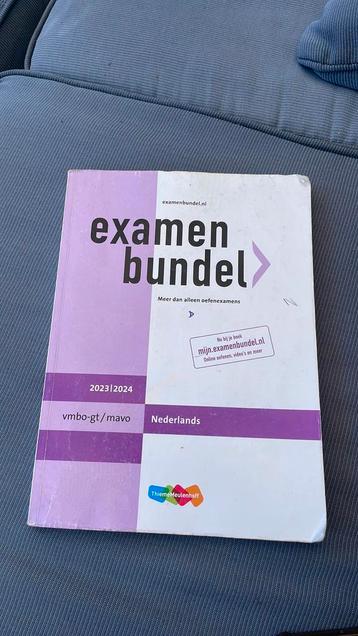 examenbundel.nl
examen
bundel
Meer dan alleen oefenexamens
Nu bij je boek
mijn.examenbundel.nl
Online oefenen, video's en meer
2023|2024
vmbo-gt/mavo
Nederlands
ThiemeMeulenhoff